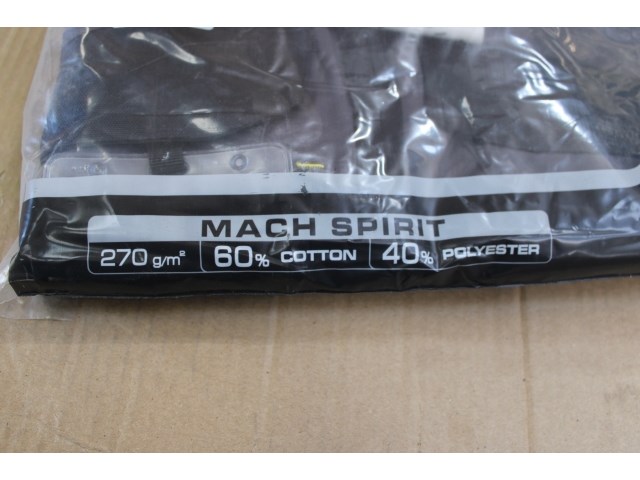 MACH SPIRIT
270 g/m² 60% COTTON 40% POLYESTER